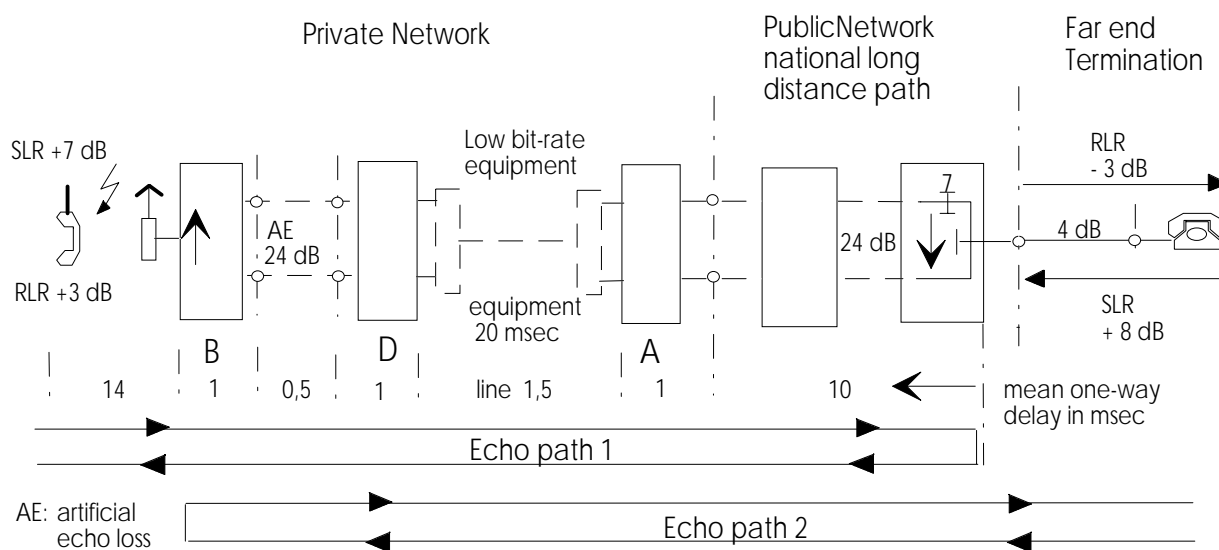 Private Network
PublicNetwork
national long
distance path
Far end
Termination
SLR +7 dB
RLR +3 dB
AE
24 dB
Low bit-rate
equipment
equipment
20 msec
24 dB
7
RLR
- 3 dB
4 dB
SLR
+ 8 dB
B
D
A
14
1
0,5
1
line 1,5
1
10
mean one-way
delay in msec
Echo path 1
Echo path 2
AE: artificial
echo loss